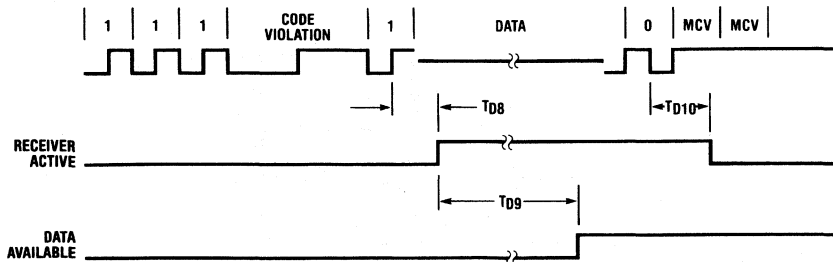 1 1 1 CODE VIOLATION 1 DATA 0 MCV MCV
TD8 TD10
RECEIVER ACTIVE
TD9
DATA AVAILABLE